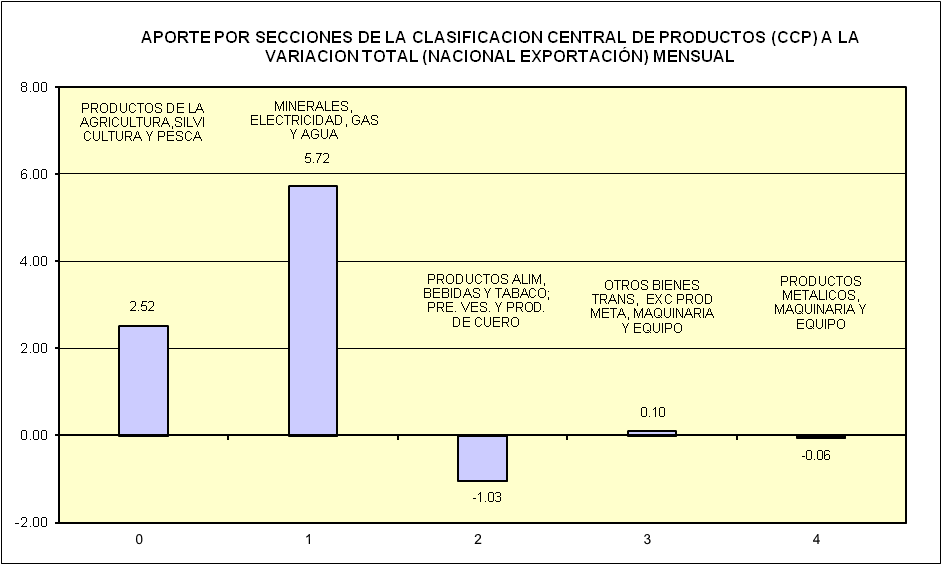 APORTE POR SECCIONES DE LA CLASIFICACION CENTRAL DE PRODUCTOS (CCP) A LA
VARIACION TOTAL (NACIONAL EXPORTACIÓN) MENSUAL
8.00
6.00
4.00
2.00
0.00
-2.00
PRODUCTOS DE LA
AGRICULTURA,SILVI
CULTURA Y PESCA
2.52
MINERALES,
ELECTRICIDAD, GAS
Y AGUA
5.72
PRODUCTOS ALIM,
BEBIDAS Y TABACO;
PRE. VES. Y PROD.
DE CUERO
-1.03
OTROS BIENES
TRANS, EXC PROD
META, MAQUINARIA
Y EQUIPO
0.10
PRODUCTOS
METALICOS,
MAQUINARIA Y
EQUIPO
-0.06
0 1 2 3 4